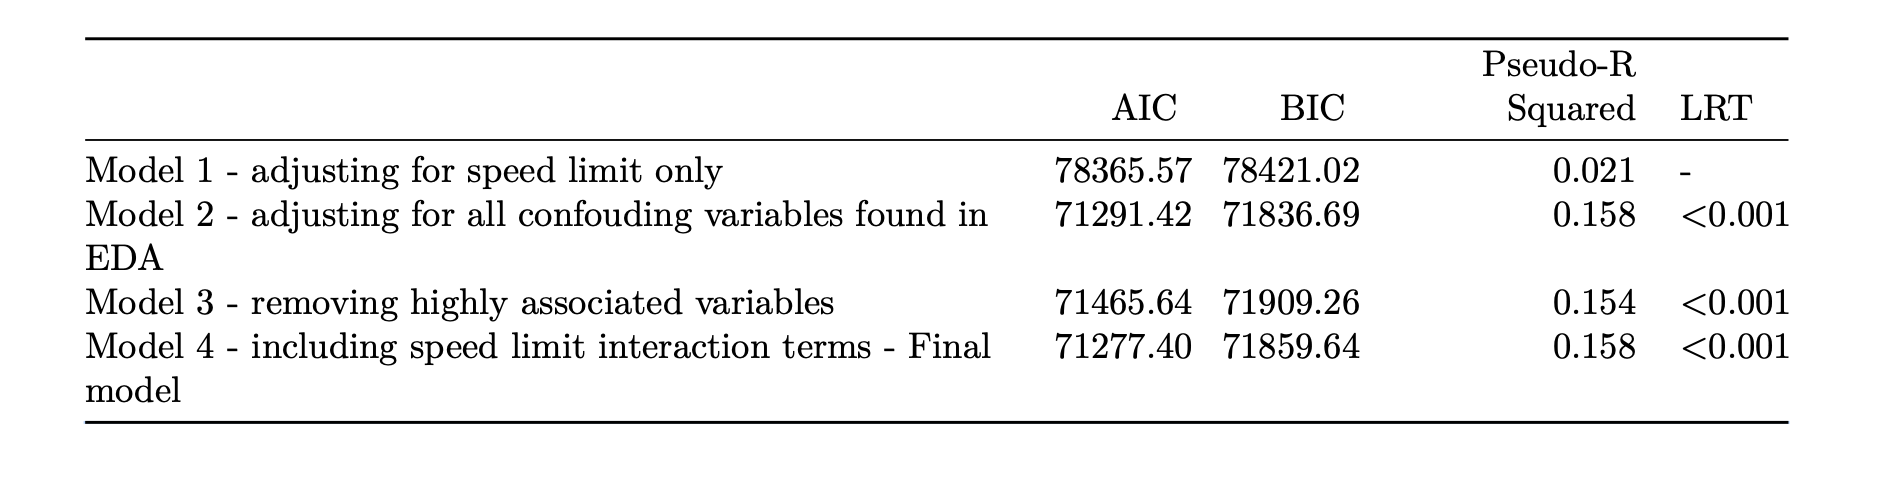 Pseudo-R
AIC BIC Squared LRT
Model 1 - adjusting for speed limit only 78365.57 78421.02 0.021 -
Model 2 - adjusting for all confouding variables found in 71291.42 71836.69 0.158 <0.001
EDA
Model 3 - removing highly associated variables 71465.64 71909.26 0.154 <0.001
Model 4 - including speed limit interaction terms - Final 71277.40 71859.64 0.158 <0.001
model